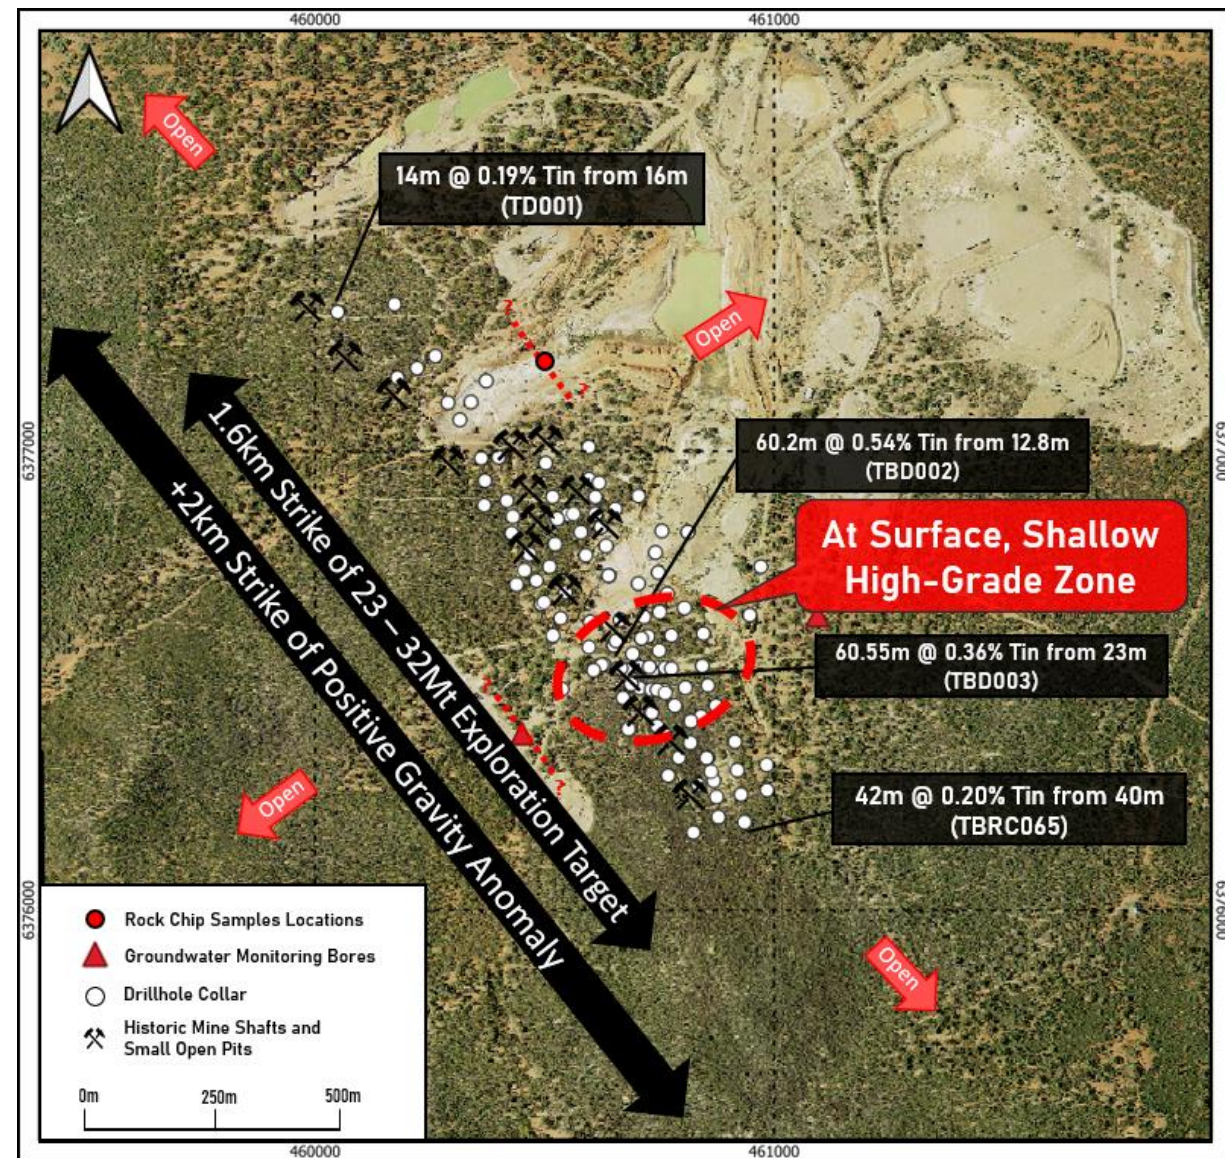 460000
461000
Open
14m @ 0.19% Tin from 16m
(TD001)
?
Open
?
6377000
6377000
60.2m @ 0.54% Tin from 12.8m
(TBD002)
At Surface, Shallow
High-Grade Zone
1.6km Strike of 23 – 32Mt Exploration Target
+2km Strike of Positive Gravity Anomaly
60.55m @ 0.36% Tin from 23m
(TBD003)
?
?
Open
42m @ 0.20% Tin from 40m
(TBRC065)
6376000
6376000
Open
Rock Chip Samples Locations
Groundwater Monitoring Bores
Drillhole Collar
Historic Mine Shafts and
Small Open Pits
0m 250m 500m
460000
461000